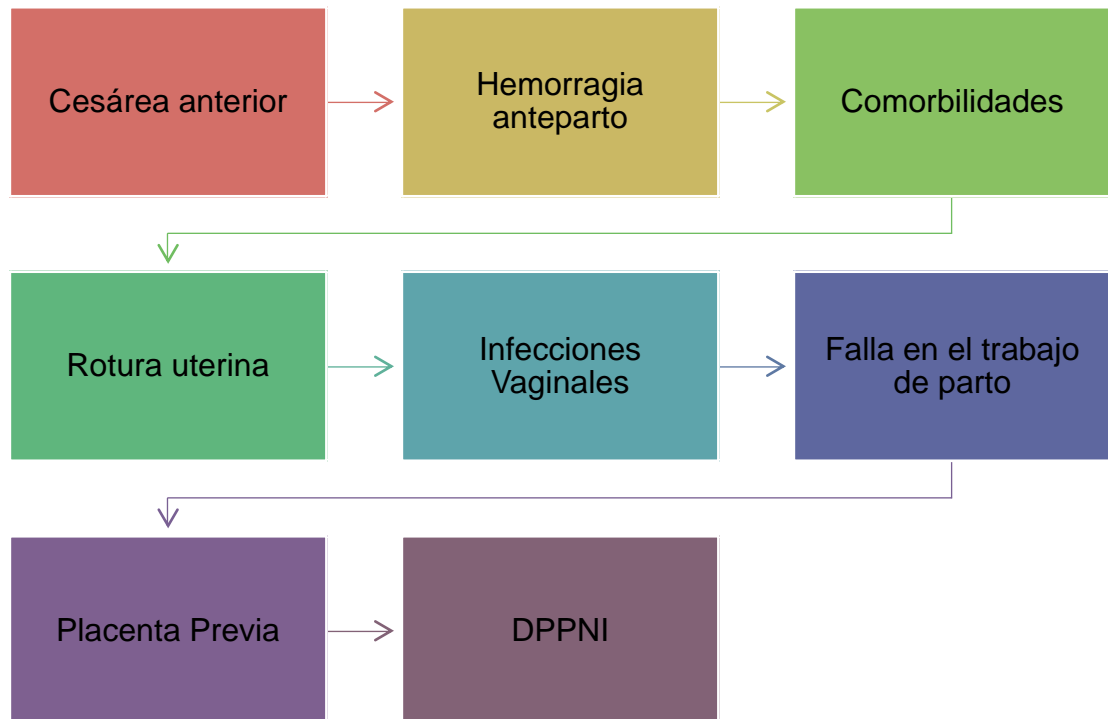 Cesárea anterior
Hemorragia
anteparto
Comorbilidades
Rotura uterina
Infecciones
Vaginales
Falla en el trabajo
de parto
Placenta Previa
DPPNI